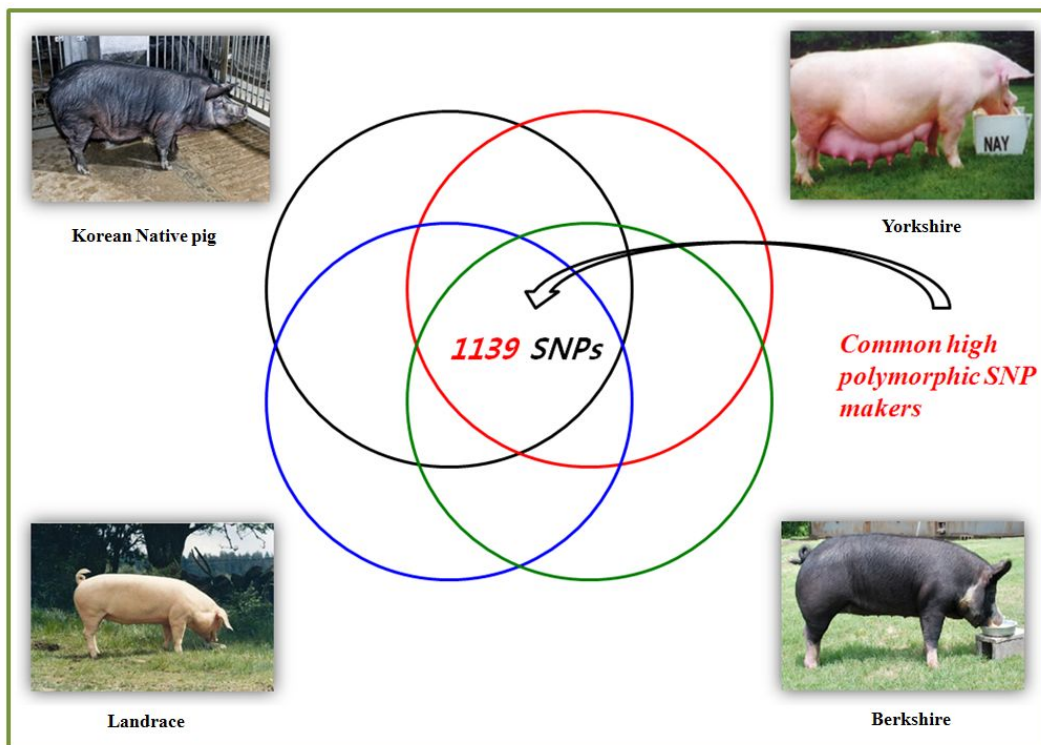 Korean Native pig
NAY
Yorkshire
1139 SNPs
Common high
polymorphic SNP
makers
Landrace
Berkshire